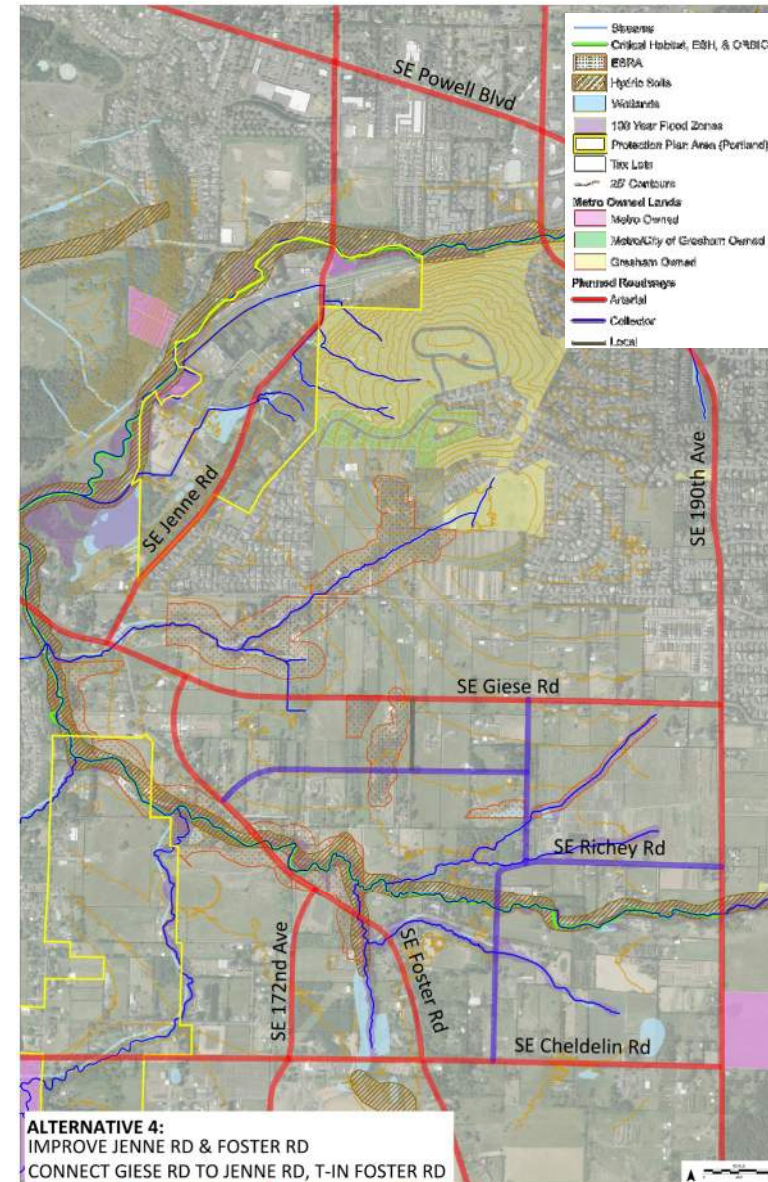 SE Powell Blvd
Streams
Critical Habitat, ESH, & ORBIC
ESRA
Hydric Soils
Wetlands
100 Year Flood Zones
Protection Plan Area (Portland)
Tax Lots
25' Contours
Metro Owned Lands
Metro Owned
Metro/City of Gresham Owned
Gresham Owned
Planned Roadways
Arterial
Collector
Local
SE 190th Ave
SE Jenne Rd
SE Giese Rd
SE Richey Rd
SE 172nd Ave
SE Foster Rd
SE Cheldelin Rd
ALTERNATIVE 4:
IMPROVE JENNE RD & FOSTER RD
CONNECT GIESE RD TO JENNE RD, T-IN FOSTER RD